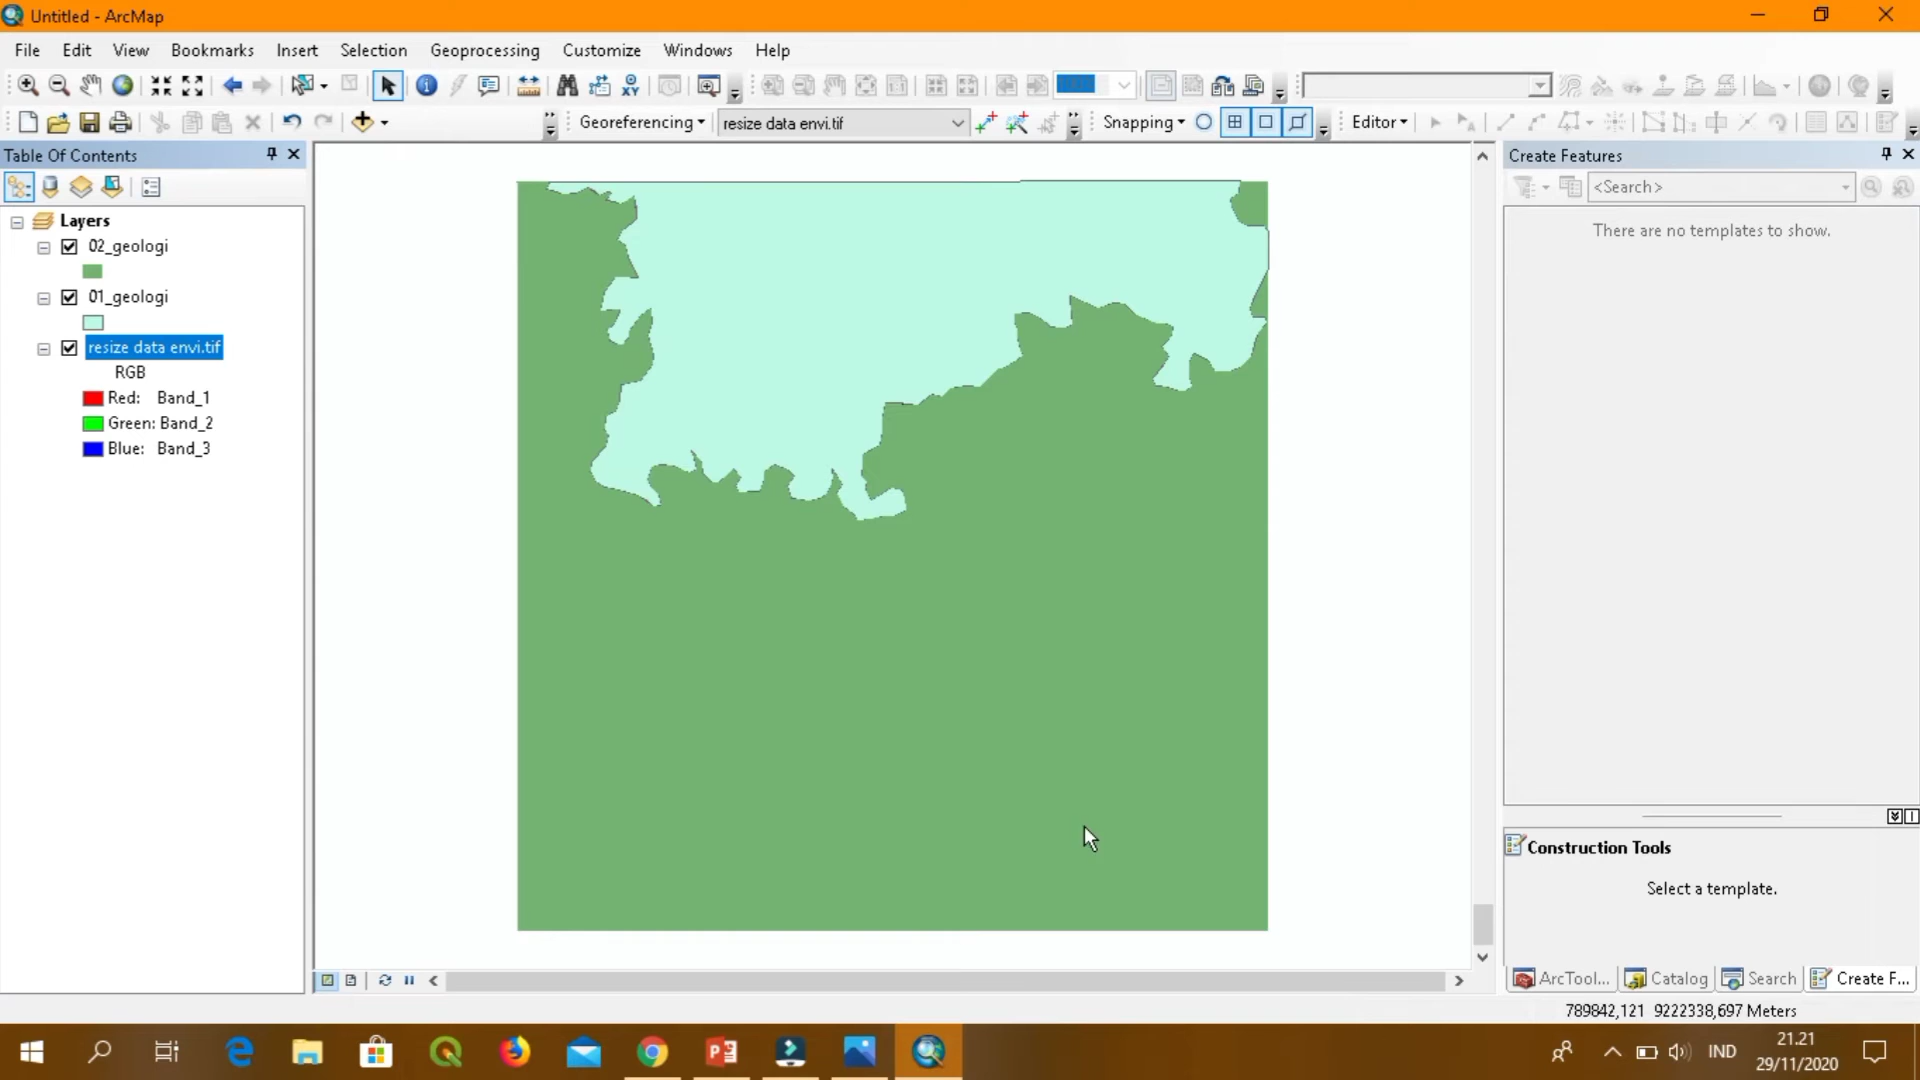 Untitled - ArcMap
File Edit View Bookmarks Insert Selection Geoprocessing Customize Windows Help
Georeferencing resize data envi.tif Snapping Editor
Table Of Contents
Create Features
<Search>
There are no templates to show.
Layers
02_geologi
01_geologi
resize data envi.tif
RGB
Red: Band_1
Green: Band_2
Blue: Band_3
Construction Tools
Select a template.
ArcTool... Catalog Search Create F...
789842,121 9222338,697 Meters
IND
21.21
29/11/2020